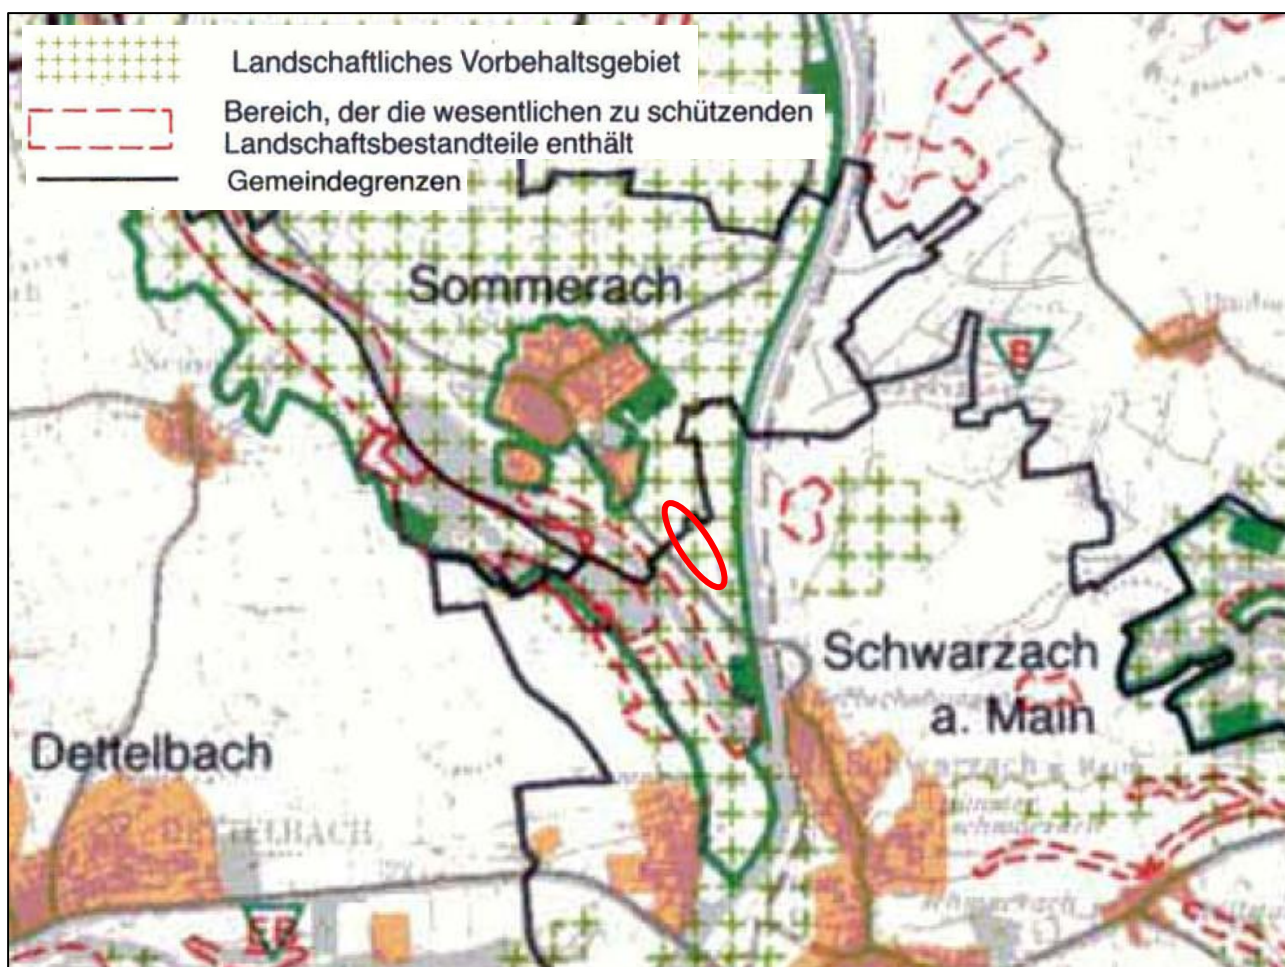 Landschaftliches Vorbehaltsgebiet
Bereich, der die wesentlichen zu schützenden
Landschaftsbestandteile enthält
Gemeindegrenzen
Sommerach
B
Schwarzach
a. Main
Dettelbach
DETTELBACH